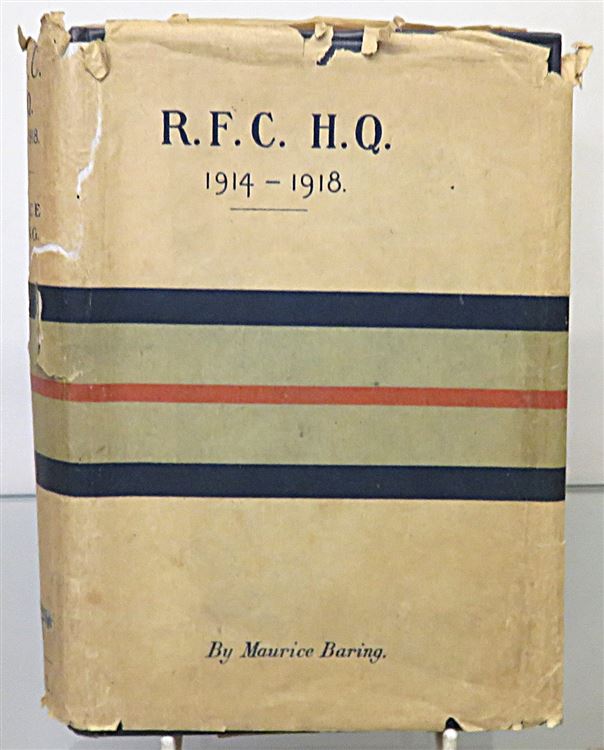 R.F.C. H.Q.
1914 – 1918.
By Maurice Baring.